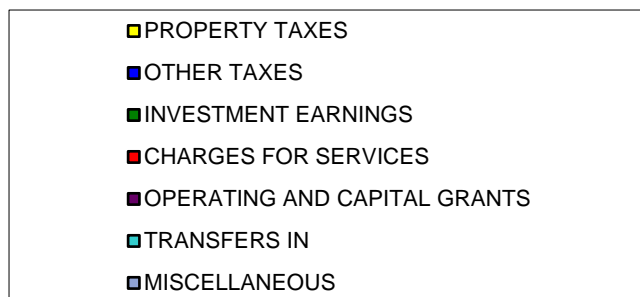 PROPERTY TAXES
OTHER TAXES
INVESTMENT EARNINGS
CHARGES FOR SERVICES
OPERATING AND CAPITAL GRANTS
TRANSFERS IN
MISCELLANEOUS